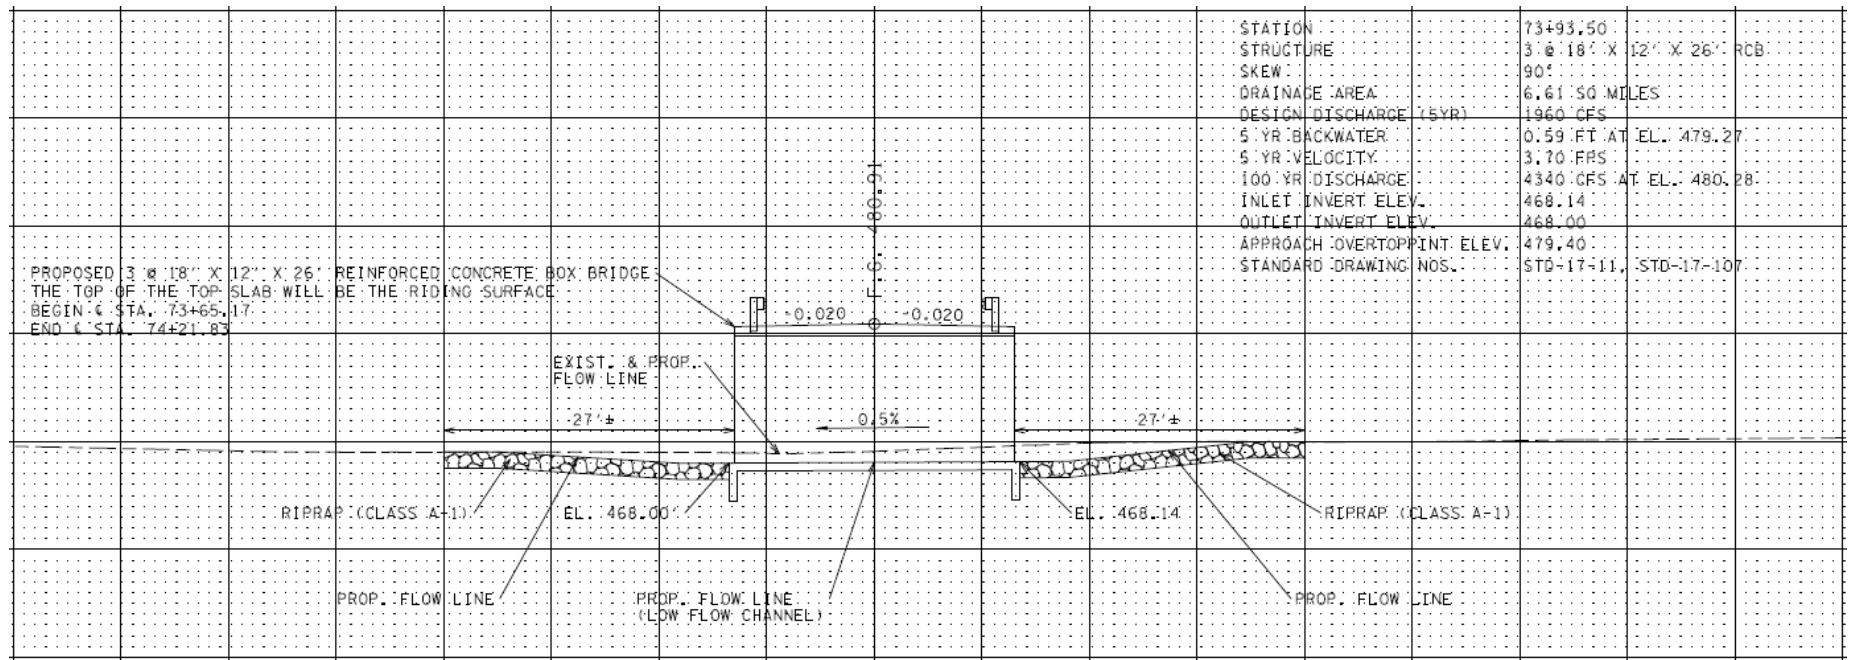 STATION 73+93.50
STRUCTURE 3 @ 18' X 12' X 26' RCB
SKEW 90°
DRAINAGE AREA 6.61 SQ MILES
DESIGN DISCHARGE (5YR) 1960 CFS
5 YR BACKWATER 0.59 FT AT EL. 479.27
5 YR VELOCITY 3.70 FPS
100 YR DISCHARGE 4340 CFS AT EL. 480.28
INLET INVERT ELEV. 468.14
OUTLET INVERT ELEV. 468.00
APPROACH OVERTOPPINT ELEV. 479.40
STANDARD DRAWING NOS. STD-17-11, STD-17-107
F.G. 480.91
PROPOSED 3 @ 18' X 12' X 26' REINFORCED CONCRETE BOX BRIDGE
THE TOP OF THE TOP SLAB WILL BE THE RIDING SURFACE
BEGIN ℄ STA. 73+65.17
END ℄ STA. 74+21.83
-0.020 -0.020
EXIST. & PROP.
FLOW LINE
27'± 0.5% 27'±
RIPRAP (CLASS A-1) EL. 468.00' EL. 468.14 RIPRAP (CLASS A-1)
PROP. FLOW LINE PROP. FLOW LINE PROP. FLOW LINE
(LOW FLOW CHANNEL)